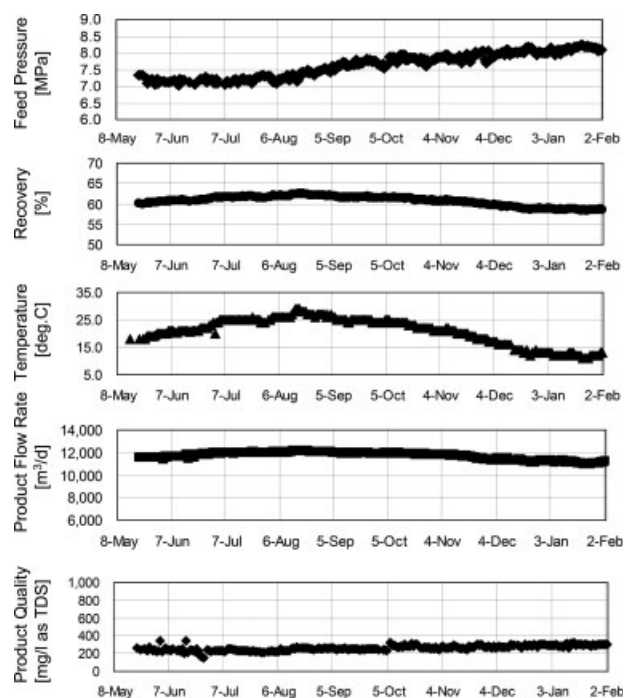 Feed Pressure
[MPa]
9.0
8.5
8.0
7.5
7.0
6.5
6.0
8-May 7-Jun 7-Jul 6-Aug 5-Sep 5-Oct 4-Nov 4-Dec 3-Jan 2-Feb
Recovery
[%]
70
65
60
55
50
8-May 7-Jun 7-Jul 6-Aug 5-Sep 5-Oct 4-Nov 4-Dec 3-Jan 2-Feb
Temperature
[deg.C]
35.0
25.0
15.0
5.0
8-May 7-Jun 7-Jul 6-Aug 5-Sep 5-Oct 4-Nov 4-Dec 3-Jan 2-Feb
Product Flow Rate
[m³/d]
14,000
12,000
10,000
8,000
6,000
8-May 7-Jun 7-Jul 6-Aug 5-Sep 5-Oct 4-Nov 4-Dec 3-Jan 2-Feb
Product Quality
[mg/l as TDS]
1,000
800
600
400
200
0
8-May 7-Jun 7-Jul 6-Aug 5-Sep 5-Oct 4-Nov 4-Dec 3-Jan 2-Feb